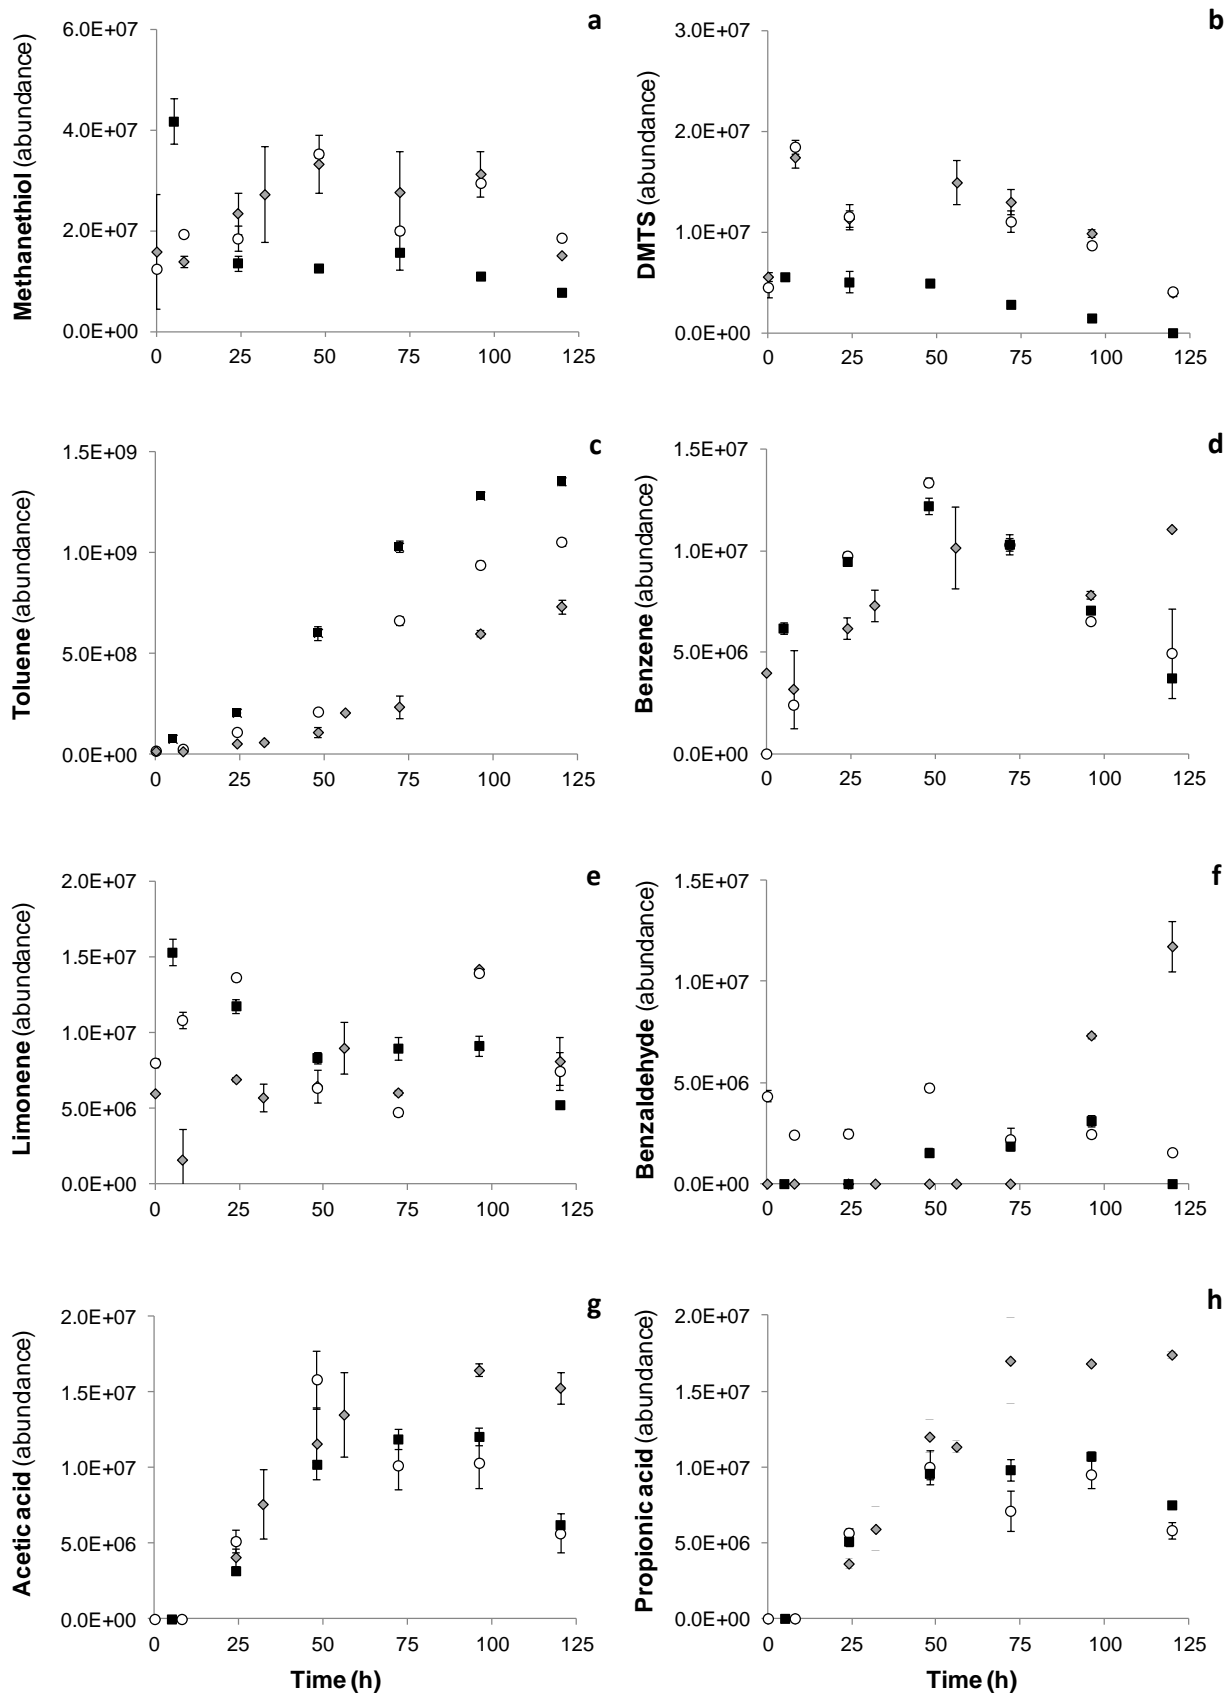 a
Methanethiol (abundance)
6.0E+07
4.0E+07
2.0E+07
0.0E+00
0 25 50 75 100 125
b
DMTS (abundance)
3.0E+07
2.0E+07
1.0E+07
0.0E+00
0 25 50 75 100 125
c
Toluene (abundance)
1.5E+09
1.0E+09
5.0E+08
0.0E+00
0 25 50 75 100 125
d
Benzene (abundance)
1.5E+07
1.0E+07
5.0E+06
0.0E+00
0 25 50 75 100 125
e
Limonene (abundance)
2.0E+07
1.5E+07
1.0E+07
5.0E+06
0.0E+00
0 25 50 75 100 125
f
Benzaldehyde (abundance)
1.5E+07
1.0E+07
5.0E+06
0.0E+00
0 25 50 75 100 125
g
Acetic acid (abundance)
2.0E+07
1.5E+07
1.0E+07
5.0E+06
0.0E+00
0 25 50 75 100 125
Time (h)
h
Propionic acid (abundance)
2.0E+07
1.5E+07
1.0E+07
5.0E+06
0.0E+00
0 25 50 75 100 125
Time (h)